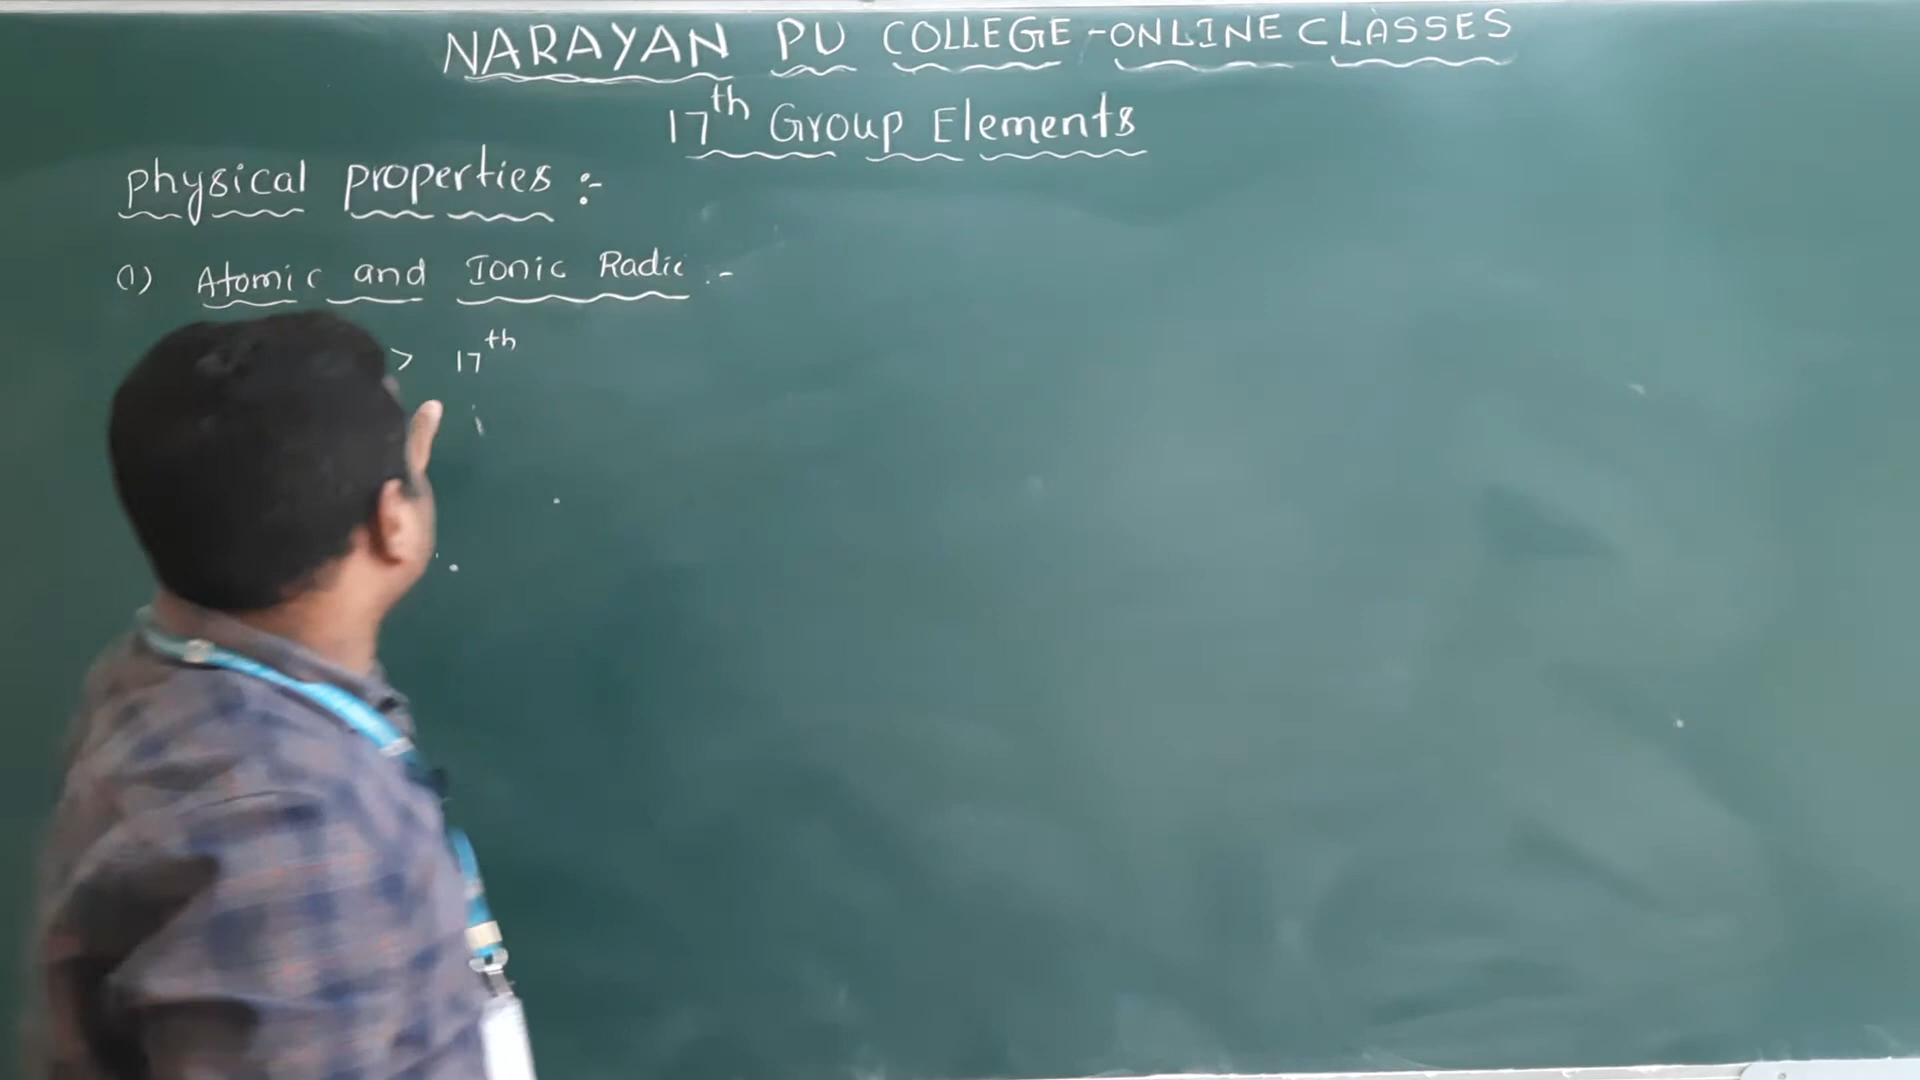 NARAYAN PU COLLEGE - ONLINE CLASSES
17th Group Elements
physical properties :-
(1) Atomic and Ionic Radii :-
> 17th